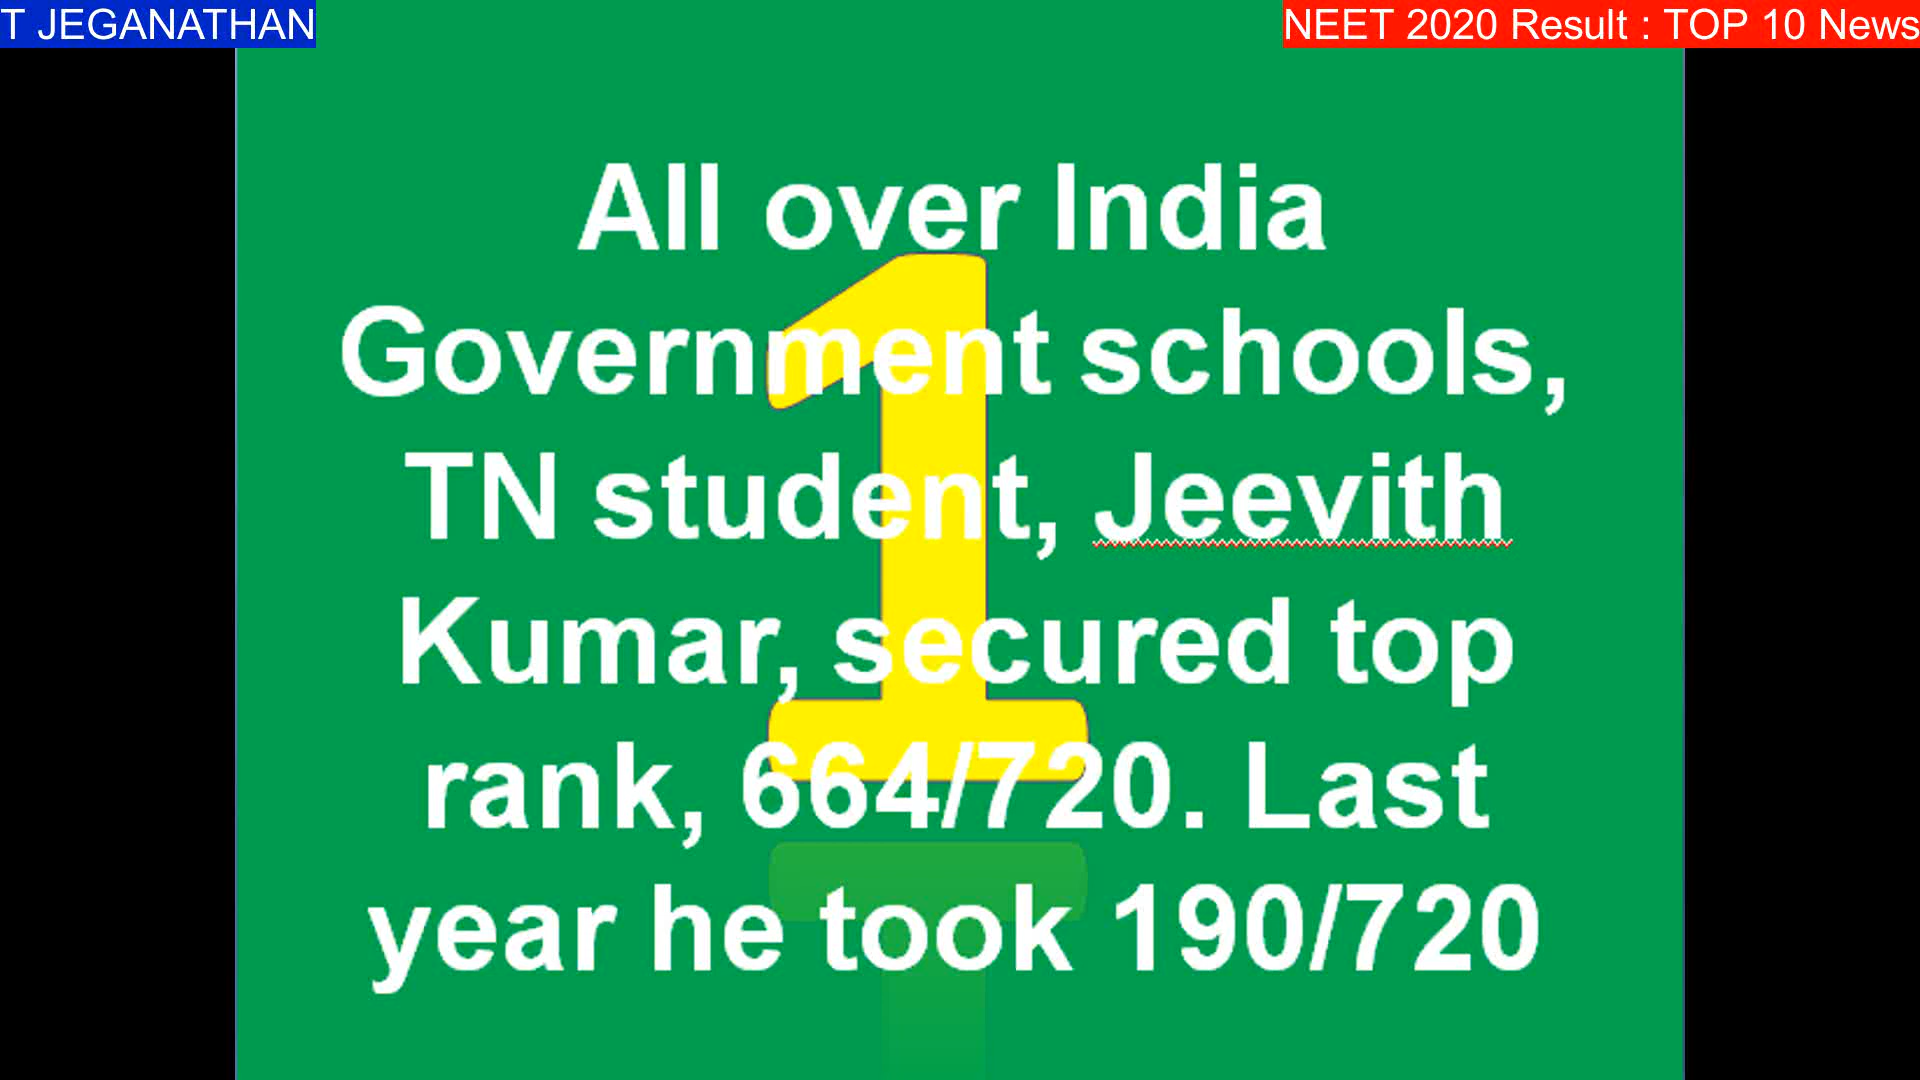 T JEGANATHAN
NEET 2020 Result : TOP 10 News
1
All over India
Government schools,
TN student, Jeevith
Kumar, secured top
rank, 664/720. Last
year he took 190/720